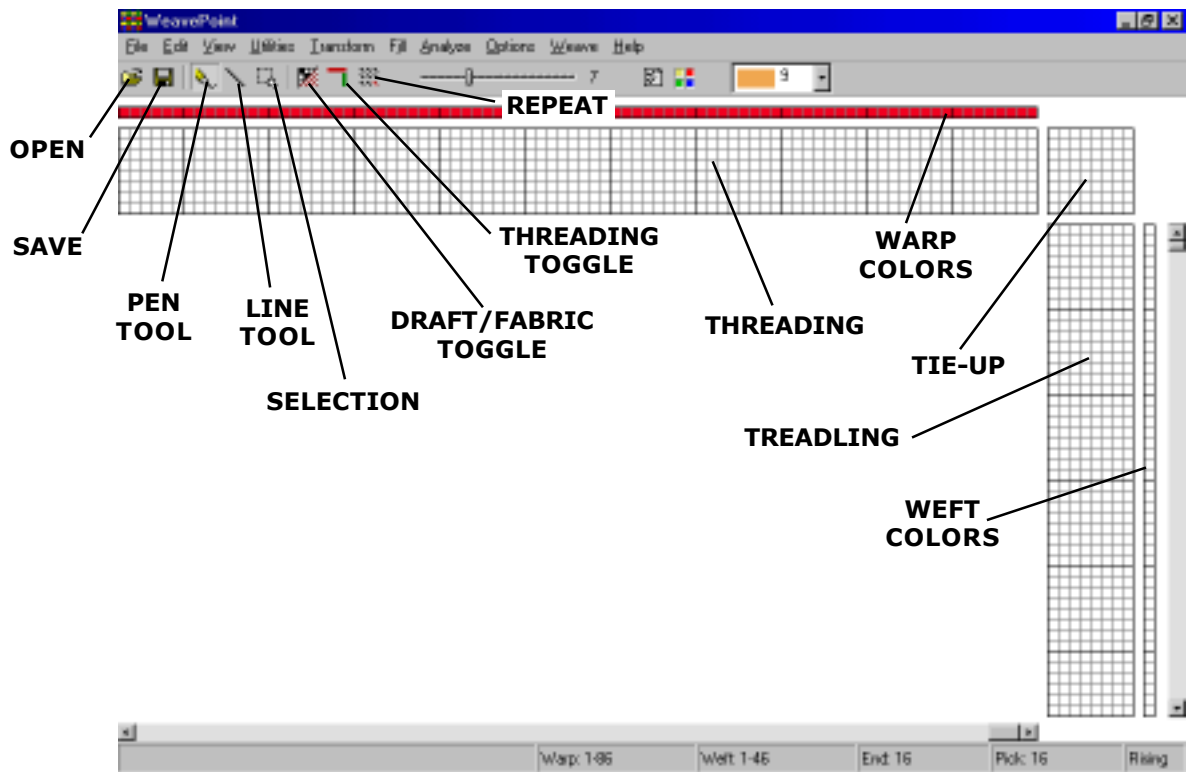 WeavePoint
File Edit View Utilities Transform Fill Analyze Options Weave Help
7
9
REPEAT
OPEN
SAVE
THREADING
TOGGLE
WARP
COLORS
PEN
TOOL
LINE
TOOL
DRAFT/FABRIC
TOGGLE
THREADING
TIE-UP
SELECTION
TREADLING
WEFT
COLORS
Warp: 1-86 Weft: 1-46 End: 16 Pick: 16 Rising